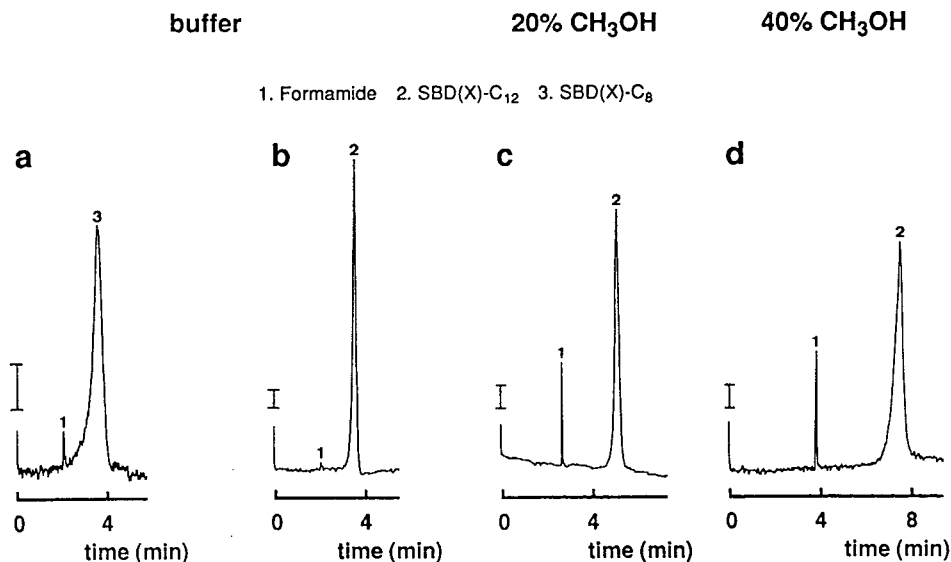 buffer 20% CH₃OH 40% CH₃OH
1. Formamide 2. SBD(X)-C₁₂ 3. SBD(X)-C₈
a b c d
3 2 2 2
1 1 1 1
0 4 0 4 0 4 0 4 8
time (min) time (min) time (min) time (min)